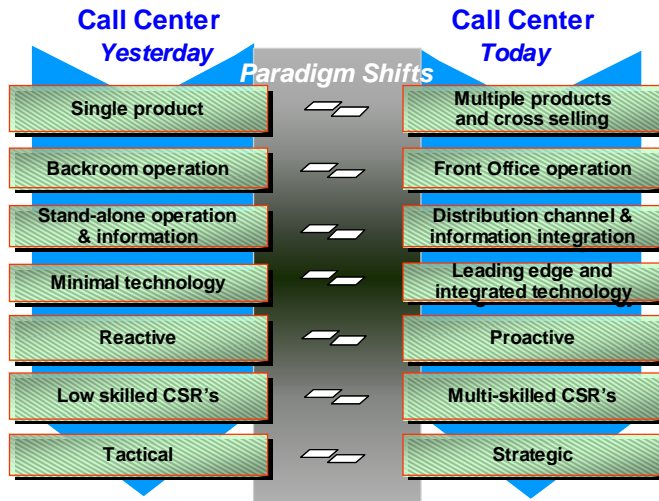 Call Center
Yesterday
Call Center
Today
Paradigm Shifts
Single product
Multiple products
and cross selling
Backroom operation
Front Office operation
Stand-alone operation
& information
Distribution channel &
information integration
Minimal technology
Leading edge and
integrated technology
Reactive
Proactive
Low skilled CSR's
Multi-skilled CSR's
Tactical
Strategic